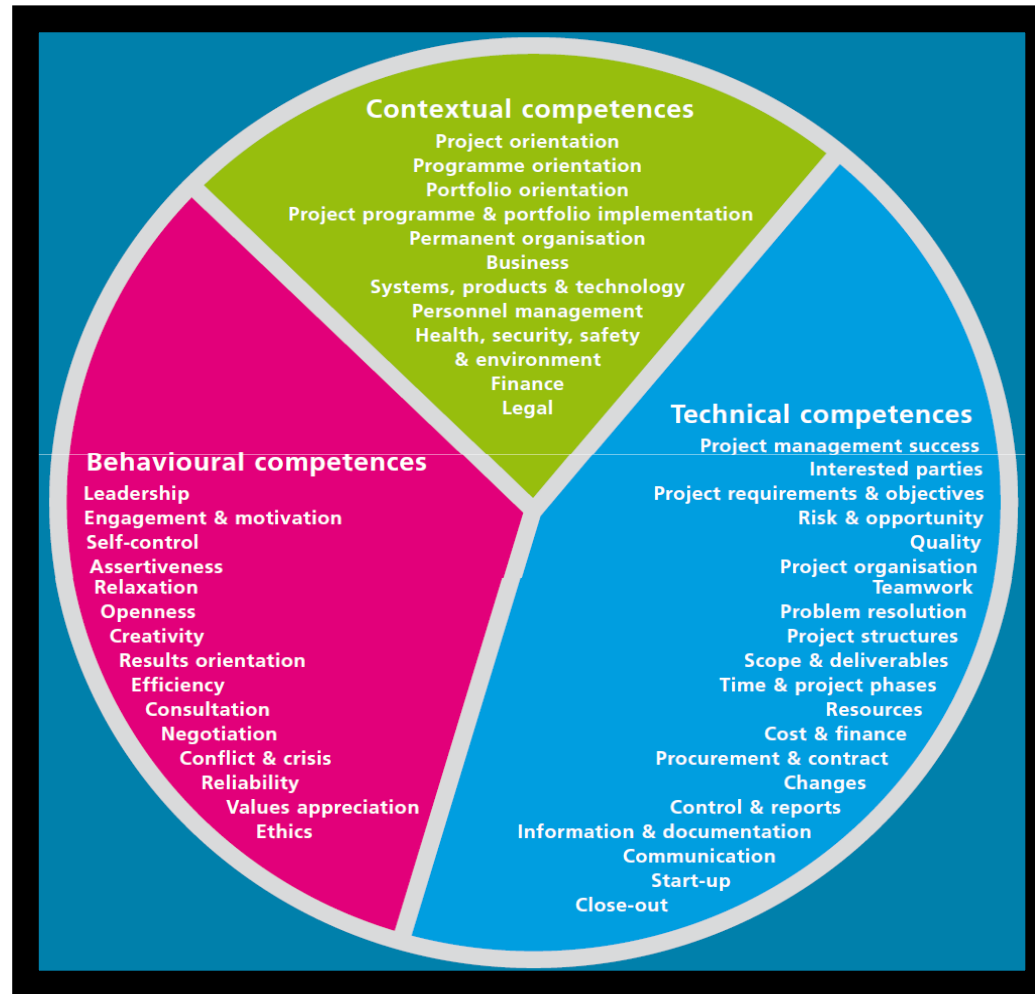 Contextual competences
Project orientation
Programme orientation
Portfolio orientation
Project programme & portfolio implementation
Permanent organisation
Business
Systems, products & technology
Personnel management
Health, security, safety
& environment
Finance
Legal
Behavioural competences
Leadership
Engagement & motivation
Self-control
Assertiveness
Relaxation
Openness
Creativity
Results orientation
Efficiency
Consultation
Negotiation
Conflict & crisis
Reliability
Values appreciation
Ethics
Technical competences
Project management success
Interested parties
Project requirements & objectives
Risk & opportunity
Quality
Project organisation
Teamwork
Problem resolution
Project structures
Scope & deliverables
Time & project phases
Resources
Cost & finance
Procurement & contract
Changes
Control & reports
Information & documentation
Communication
Start-up
Close-out